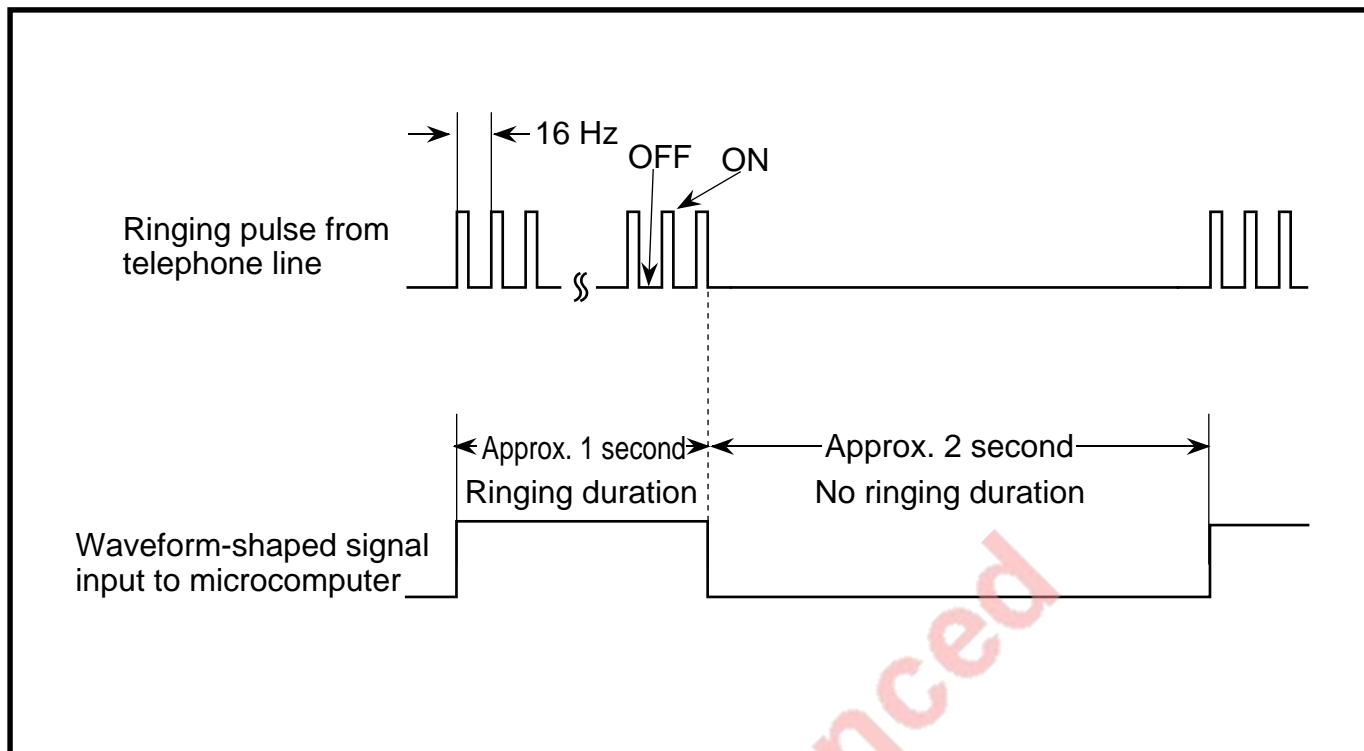 16 Hz
OFF
ON
Ringing pulse from
telephone line
Approx. 1 second
Approx. 2 second
Ringing duration
No ringing duration
Waveform-shaped signal
input to microcomputer
nced